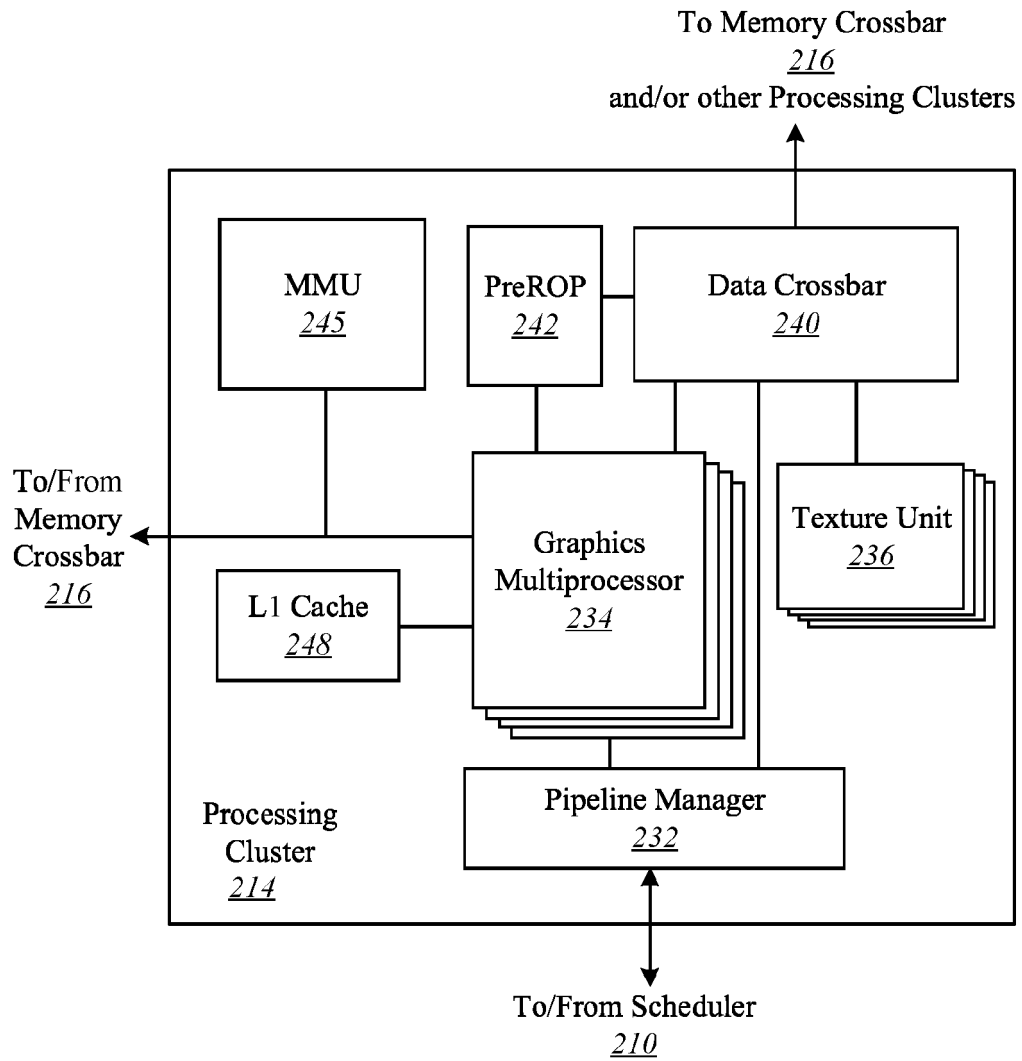 To Memory Crossbar
216
and/or other Processing Clusters
MMU
245
PreROP
242
Data Crossbar
240
To/From
Memory
Crossbar
216
Graphics
Multiprocessor
234
Texture Unit
236
L1 Cache
248
Pipeline Manager
232
Processing
Cluster
214
To/From Scheduler
210